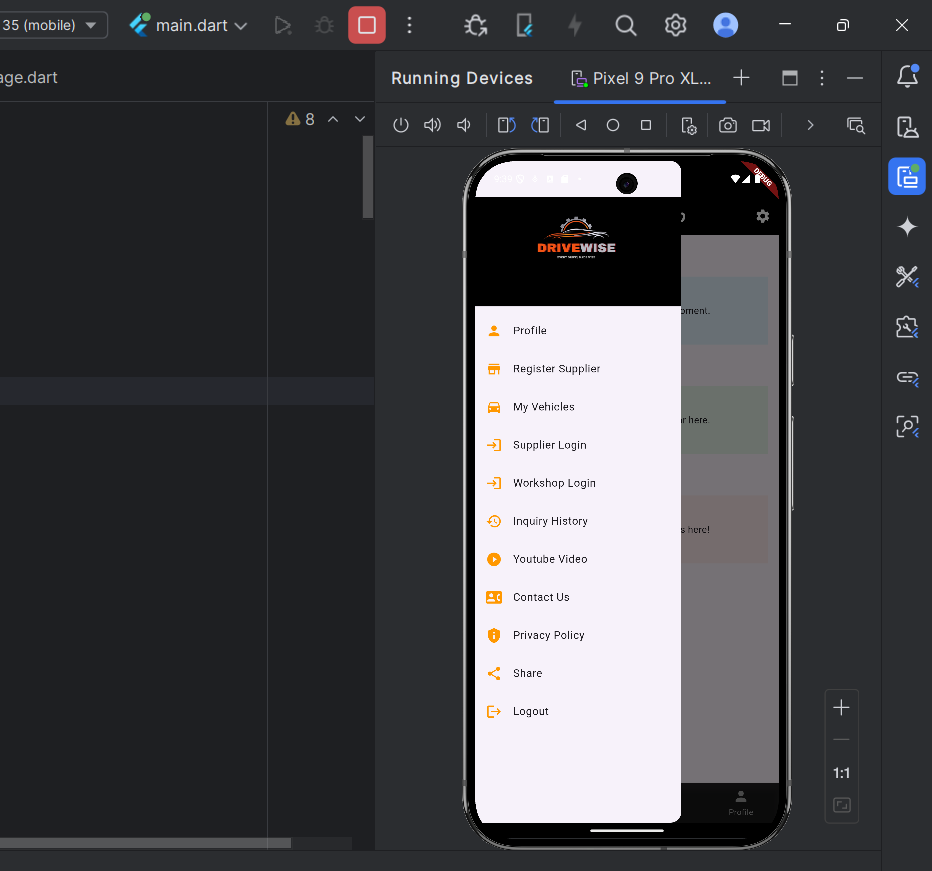 35 (mobile)
main.dart
age.dart
Running Devices
Pixel 9 Pro XL...
8
DEBUG
DRIVEWISE
oment.
Profile
Register Supplier
My Vehicles
r here.
Supplier Login
Workshop Login
Inquiry History
s here!
Youtube Video
Contact Us
Privacy Policy
Share
Logout
1:1
Profile